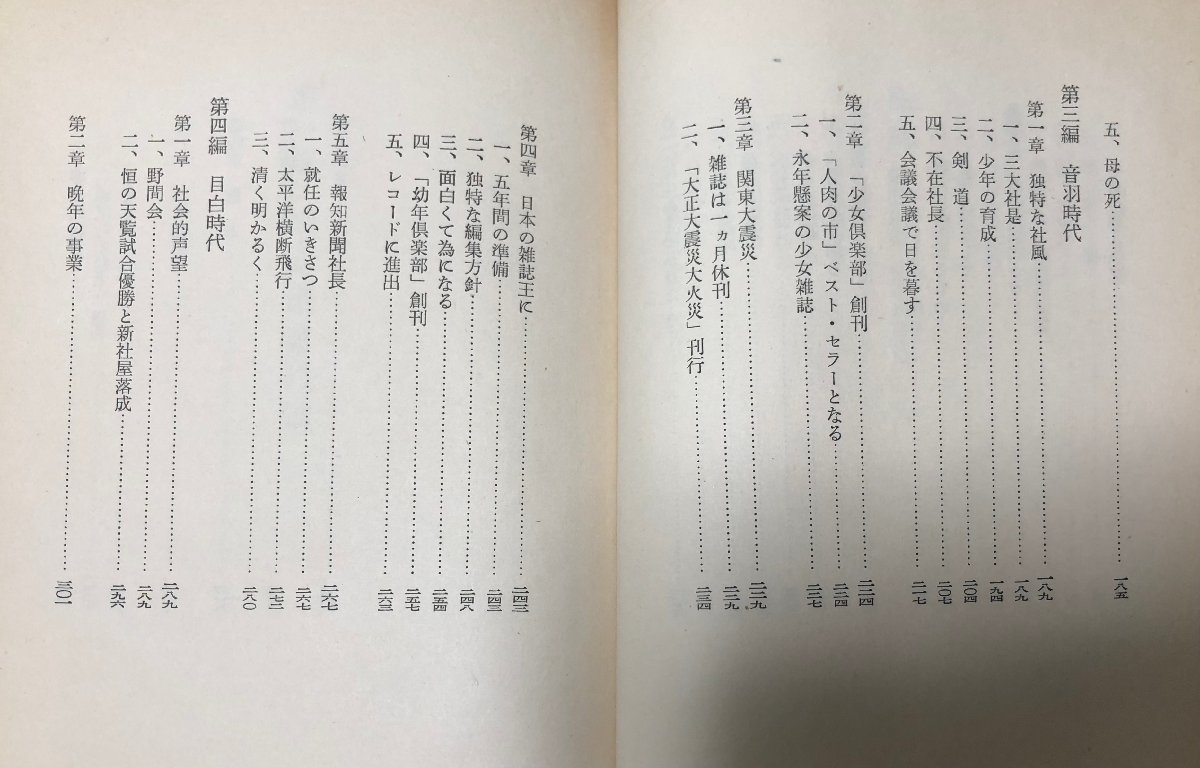 五、母の死……一八五
第三編　音羽時代
第一章　独特な社風……一八九
一、三大社是……一八九
二、少年の育成……一九四
三、剣　道……二〇四
四、不在社長……二〇七
五、会議会議で日を暮す……二一七
第二章　「少女倶楽部」創刊……二二四
一、「人肉の市」ベスト・セラーとなる……二二四
二、永年懸案の少女雑誌……二二七
第三章　関東大震災……二二九
一、雑誌は一ヵ月休刊……二二九
二、「大正大震災大火災」刊行……二三四
第四章　日本の雑誌王に……二四三
一、五年間の準備……二四三
二、独特な編集方針……二四八
三、面白くて為になる……二五四
四、「幼年倶楽部」創刊……二五七
五、レコードに進出……二六三
第五章　報知新聞社長……二六七
一、就任のいきさつ……二六七
二、太平洋横断飛行……二七三
三、清く明かるく……二八〇
第四編　目白時代
第一章　社会的声望……二八九
一、野間会……二八九
二、恒の天覧試合優勝と新社屋落成……二九六
第二章　晩年の事業……三〇一